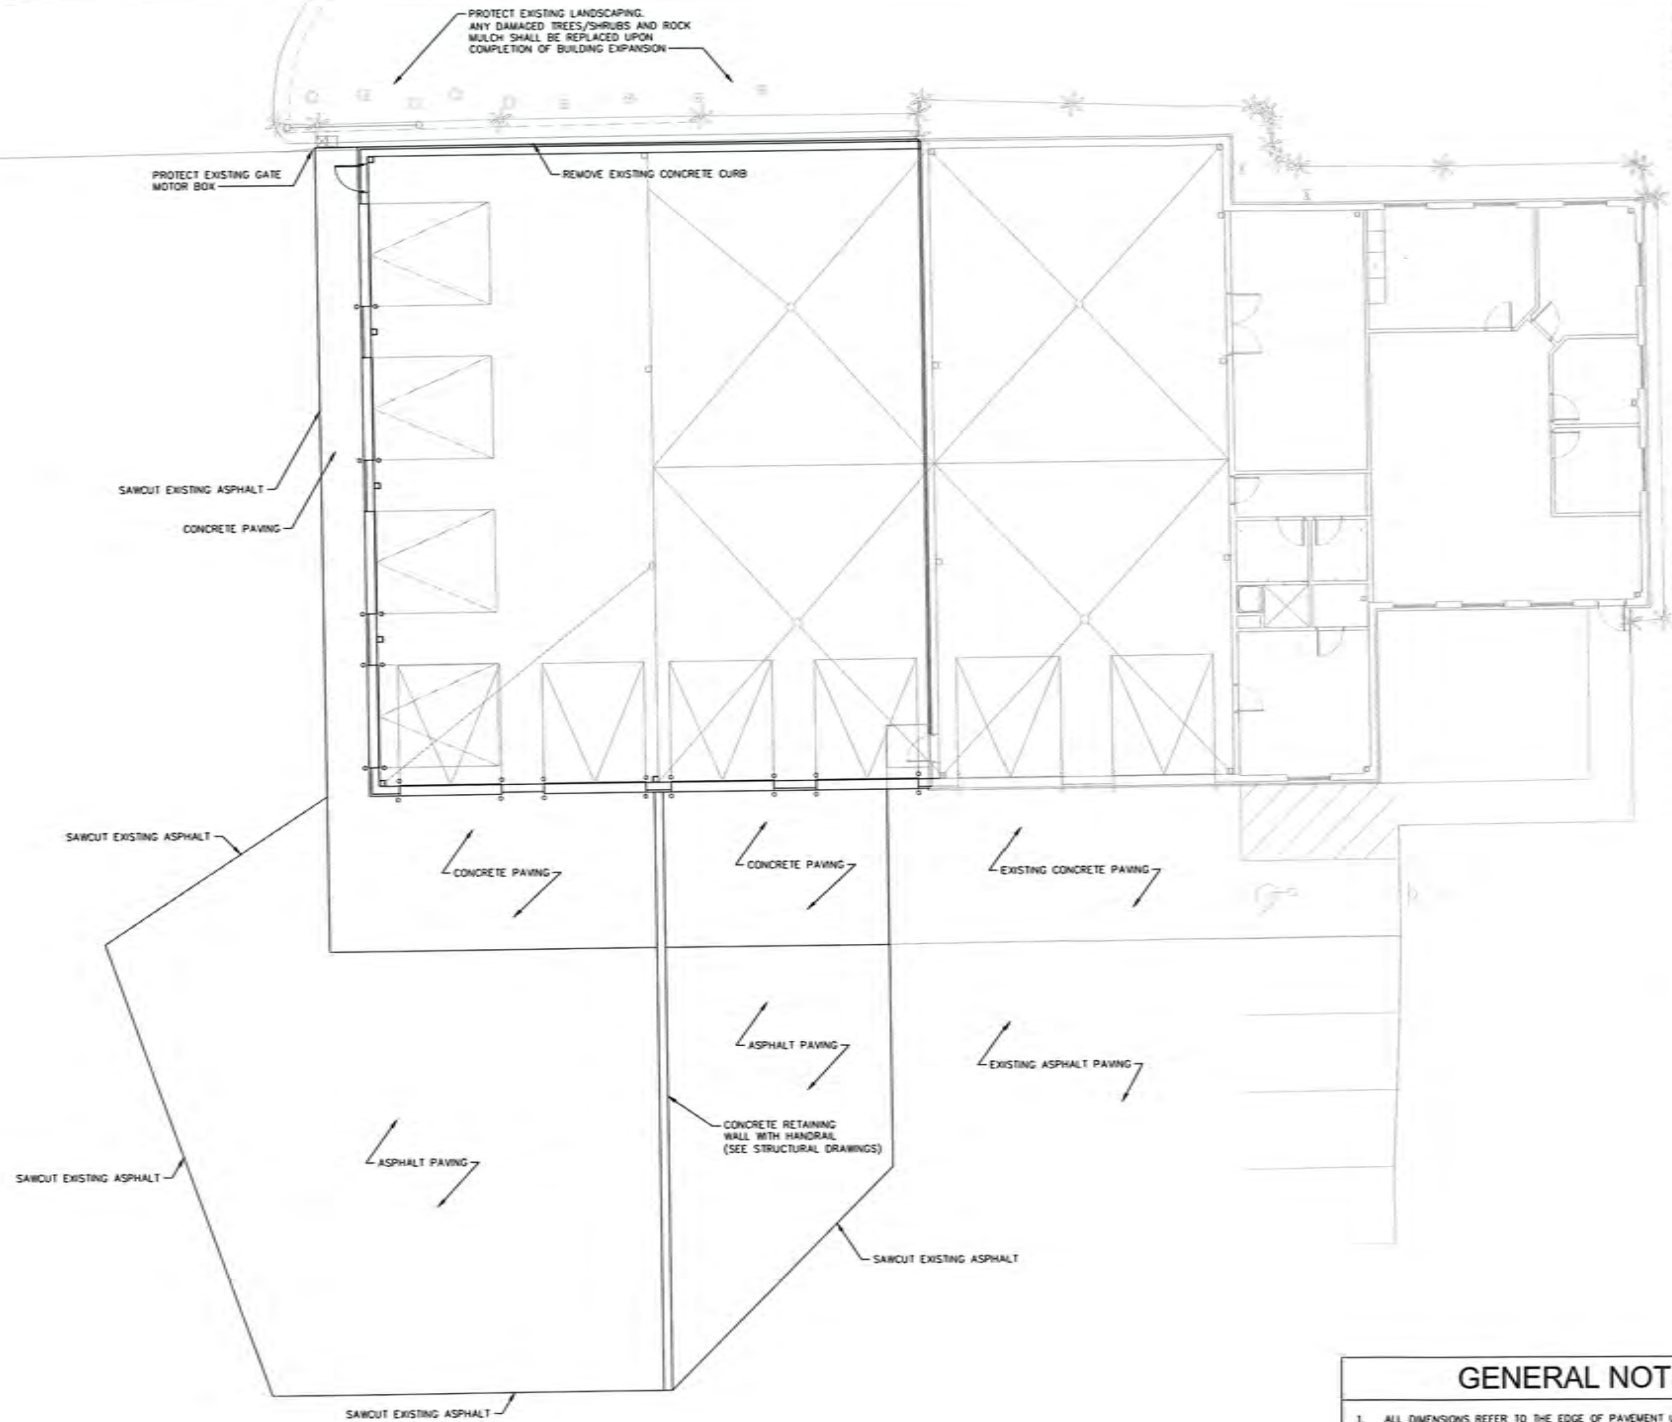 PROTECT EXISTING LANDSCAPING.
ANY DAMAGED TREES/SHRUBS AND ROCK
MULCH SHALL BE REPLACED UPON
COMPLETION OF BUILDING EXPANSION
PROTECT EXISTING GATE
MOTOR BOX
REMOVE EXISTING CONCRETE CURB
SAWCUT EXISTING ASPHALT
CONCRETE PAVING
SAWCUT EXISTING ASPHALT
CONCRETE PAVING
CONCRETE PAVING
EXISTING CONCRETE PAVING
ASPHALT PAVING
EXISTING ASPHALT PAVING
CONCRETE RETAINING
WALL WITH HANDRAIL
(SEE STRUCTURAL DRAWINGS)
ASPHALT PAVING
SAWCUT EXISTING ASPHALT
SAWCUT EXISTING ASPHALT
SAWCUT EXISTING ASPHALT
GENERAL NOT
1. ALL DIMENSIONS REFER TO THE EDGE OF PAVEMENT